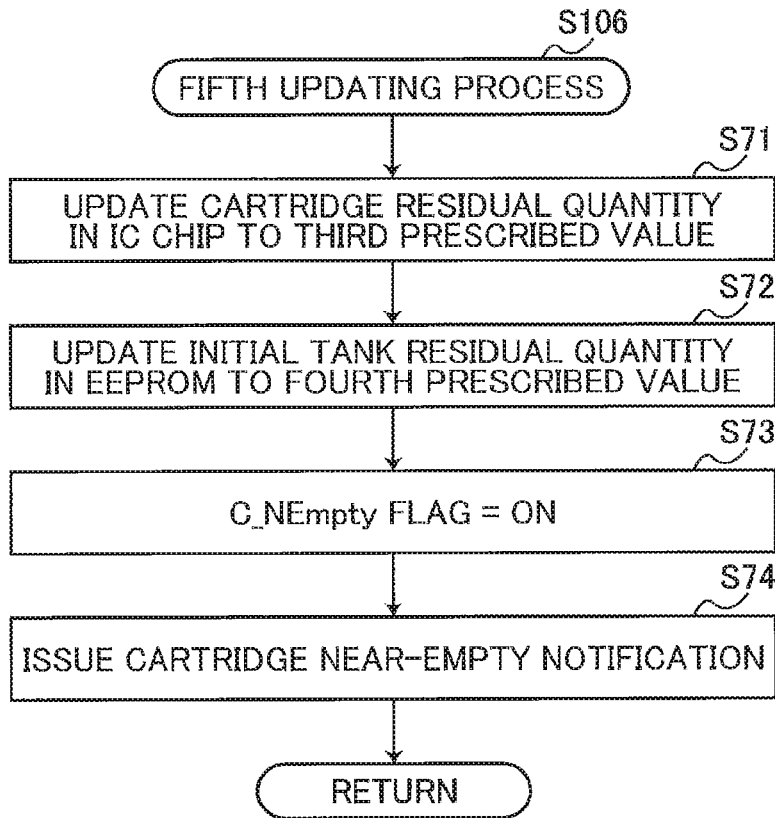 S106
FIFTH UPDATING PROCESS
S71
UPDATE CARTRIDGE RESIDUAL QUANTITY
IN IC CHIP TO THIRD PRESCRIBED VALUE
S72
UPDATE INITIAL TANK RESIDUAL QUANTITY
IN EEPROM TO FOURTH PRESCRIBED VALUE
S73
C_NEmpty FLAG = ON
S74
ISSUE CARTRIDGE NEAR-EMPTY NOTIFICATION
RETURN